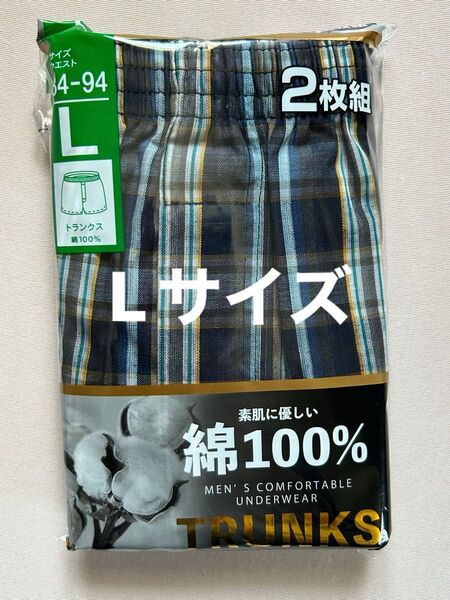 サイズ
ウエスト
84-94
L
トランクス
綿100%
2枚組
Lサイズ
素肌に優しい
綿100%
MEN'S COMFORTABLE
UNDERWEAR
TRUNKS